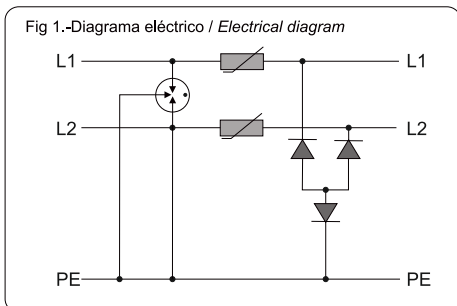 Fig 1.-Diagrama eléctrico / Electrical diagram
L1 L1
L2 L2
PE PE